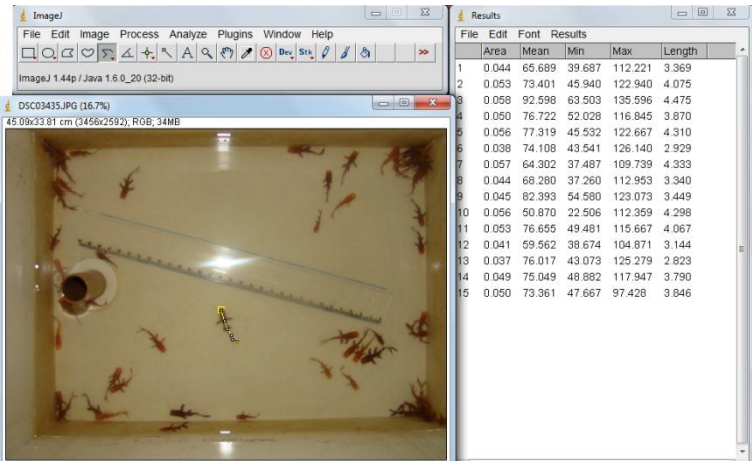 ImageJ
File Edit Image Process Analyze Plugins Window Help
A Dev Stk >>
ImageJ 1.44p / Java 1.6.0_20 (32-bit)
DSC03435.JPG (16.7%)
45.09x33.81 cm (3456x2592); RGB; 34MB
Results
File Edit Font Results
Area Mean Min Max Length
1 0.044 65.689 39.687 112.221 3.369
2 0.053 73.401 45.940 122.940 4.075
3 0.058 92.598 63.503 135.596 4.475
4 0.050 76.722 52.028 116.845 3.870
5 0.056 77.319 45.532 122.667 4.310
6 0.038 74.108 43.541 126.140 2.929
7 0.057 64.302 37.487 109.739 4.333
8 0.044 68.280 37.260 112.953 3.340
9 0.045 82.393 54.580 123.073 3.449
10 0.056 50.870 22.506 112.359 4.298
11 0.053 76.655 49.481 115.667 4.067
12 0.041 59.562 38.674 104.871 3.144
13 0.037 76.017 43.073 125.279 2.823
14 0.049 75.049 48.882 117.947 3.790
15 0.050 73.361 47.667 97.428 3.846